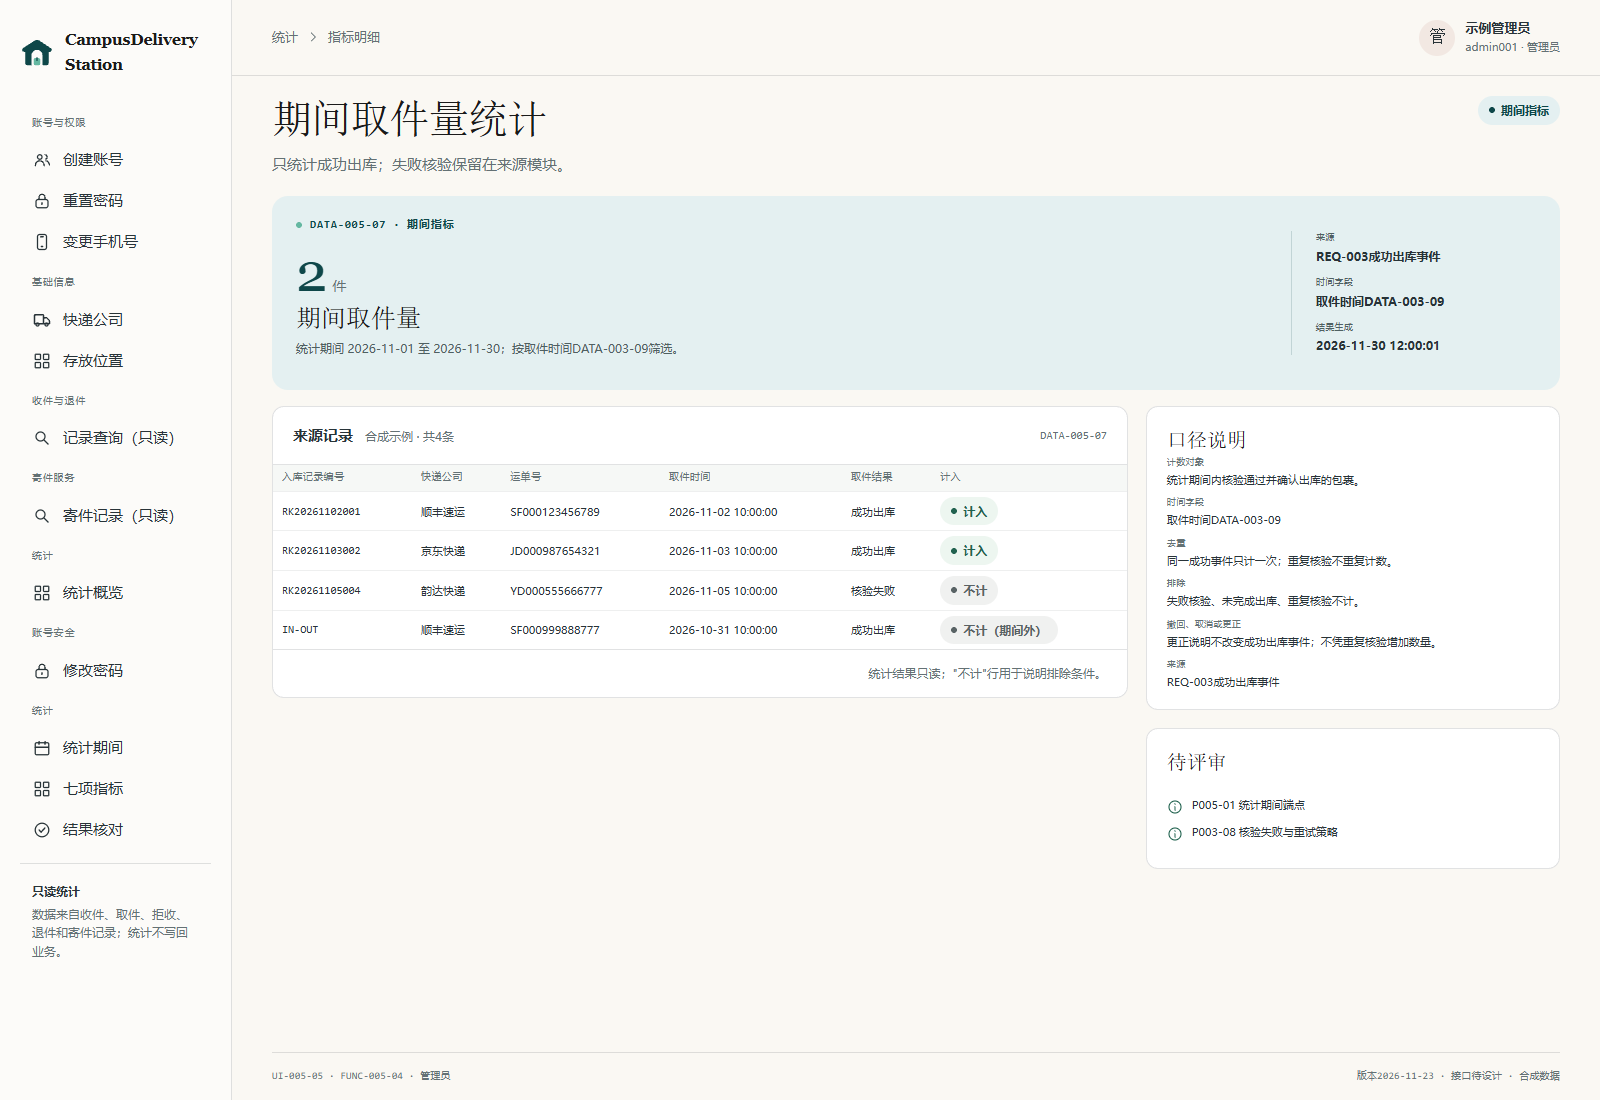 CampusDelivery
Station
账号与权限
创建账号
重置密码
变更手机号
基础信息
快递公司
存放位置
收件与退件
记录查询（只读）
寄件服务
寄件记录（只读）
统计
统计概览
账号安全
修改密码
统计
统计期间
七项指标
结果核对
只读统计
数据来自收件、取件、拒收、
退件和寄件记录；统计不写回
业务。
统计 > 指标明细
管
示例管理员
admin001 · 管理员
期间取件量统计
期间指标
只统计成功出库；失败核验保留在来源模块。
DATA-005-07 · 期间指标
2 件
期间取件量
统计期间 2026-11-01 至 2026-11-30；按取件时间DATA-003-09筛选。
来源
REQ-003成功出库事件
时间字段
取件时间DATA-003-09
结果生成
2026-11-30 12:00:01
来源记录 合成示例 · 共4条 DATA-005-07
入库记录编号 快递公司 运单号 取件时间 取件结果 计入
RK20261102001 顺丰速运 SF000123456789 2026-11-02 10:00:00 成功出库 计入
RK20261103002 京东快递 JD000987654321 2026-11-03 10:00:00 成功出库 计入
RK20261105004 韵达快递 YD000555666777 2026-11-05 10:00:00 核验失败 不计
IN-OUT 顺丰速运 SF000999888777 2026-10-31 10:00:00 成功出库 不计（期间外）
统计结果只读；"不计"行用于说明排除条件。
口径说明
计数对象
统计期间内核验通过并确认出库的包裹。
时间字段
取件时间DATA-003-09
去重
同一成功事件只计一次；重复核验不重复计数。
排除
失败核验、未完成出库、重复核验不计。
撤回、取消或更正
更正说明不改变成功出库事件；不凭重复核验增加数量。
来源
REQ-003成功出库事件
待评审
P005-01 统计期间端点
P003-08 核验失败与重试策略
UI-005-05 · FUNC-005-04 · 管理员
版本2026-11-23 · 接口待设计 · 合成数据